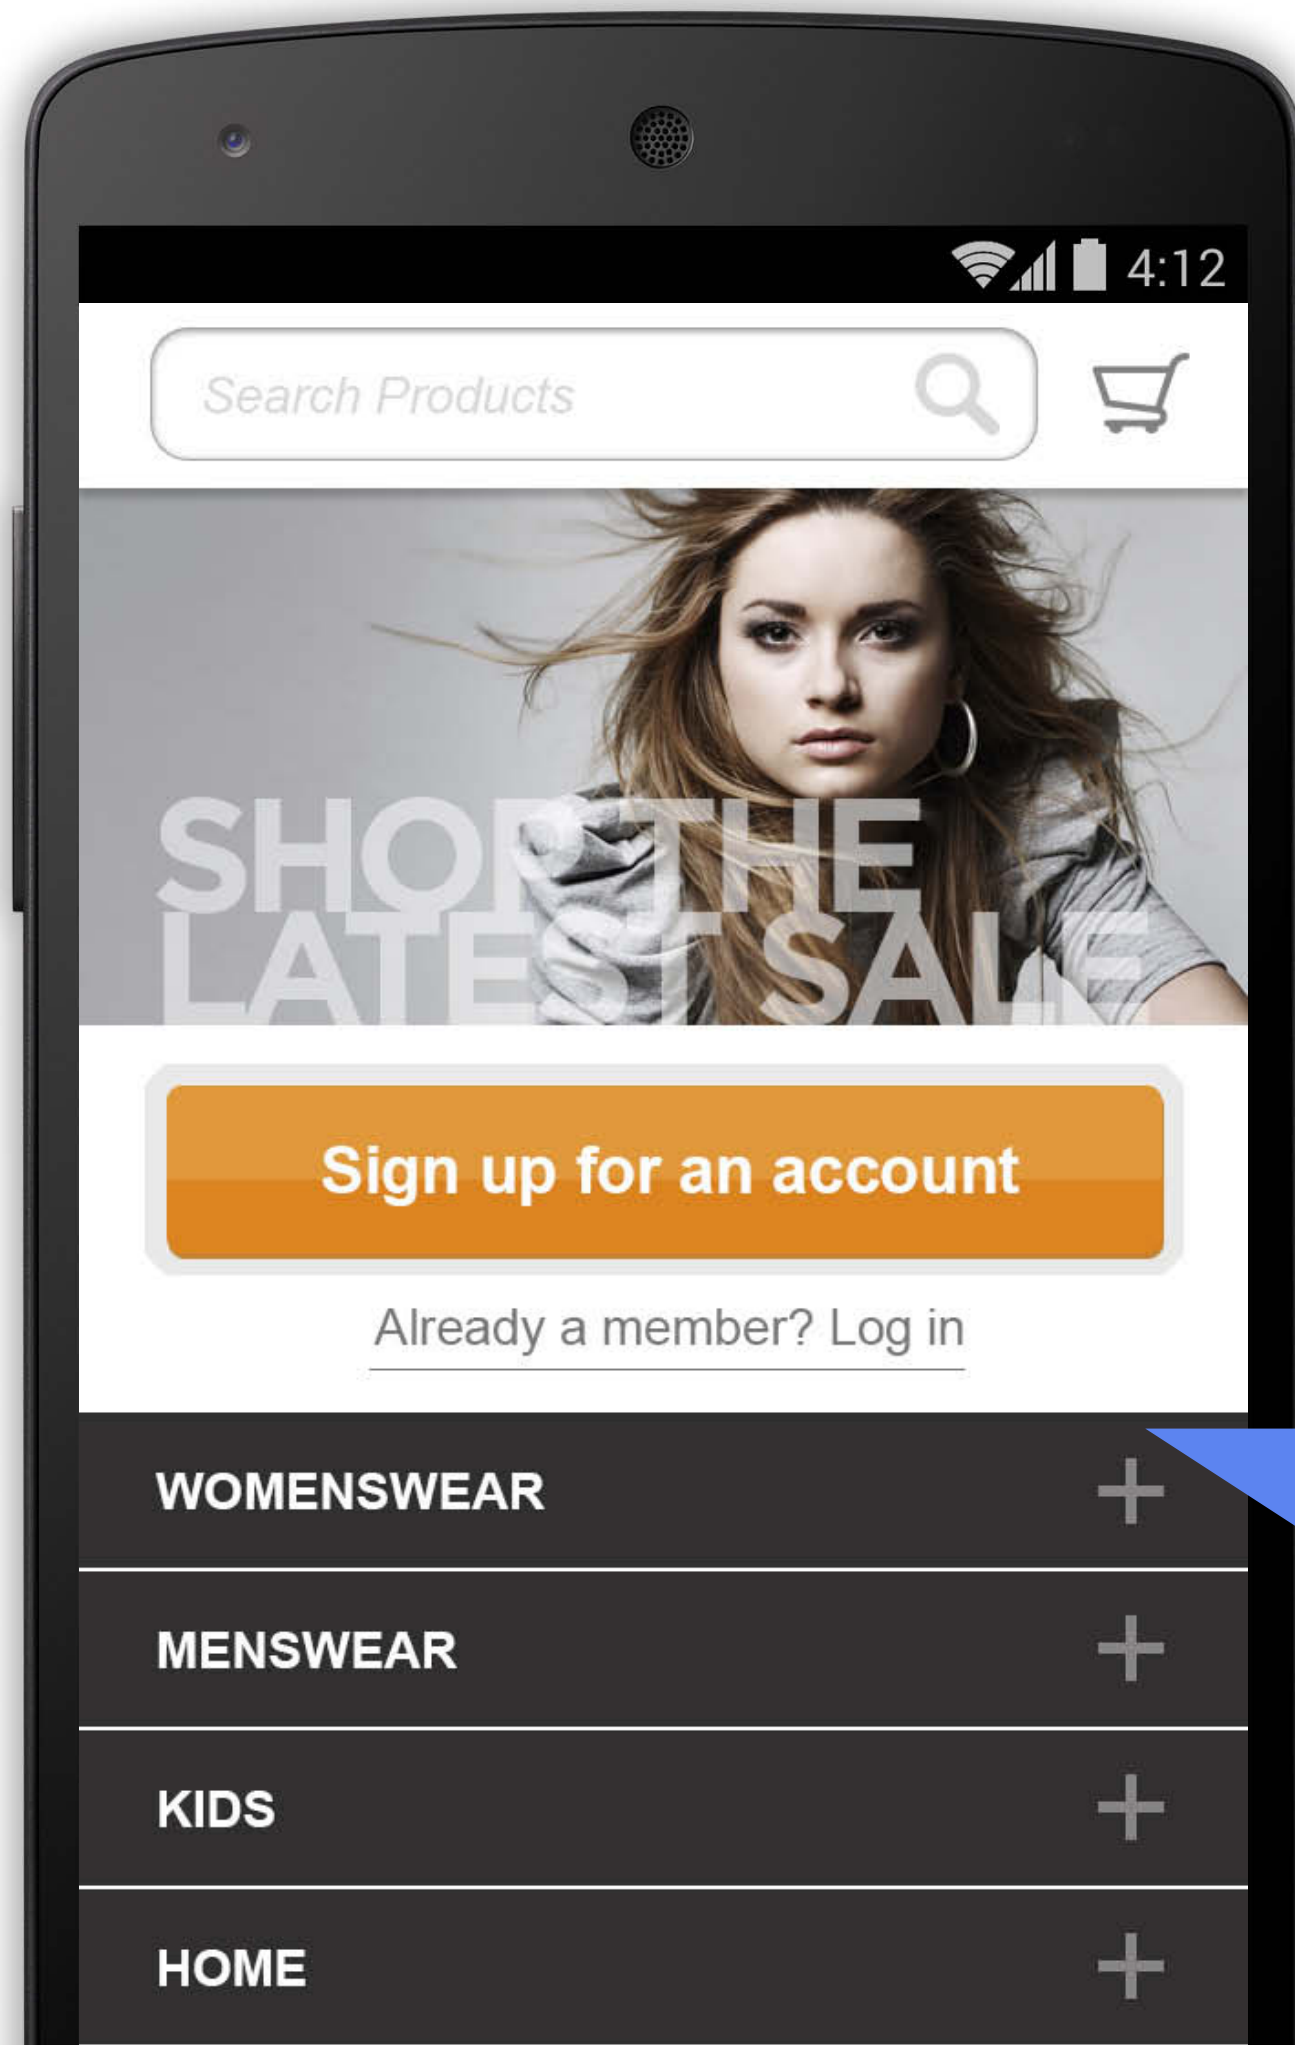 4:12
Search Products
SHOP THE
LATEST SALE
Sign up for an account
Already a member? Log in
WOMENSWEAR
MENSWEAR
KIDS
HOME